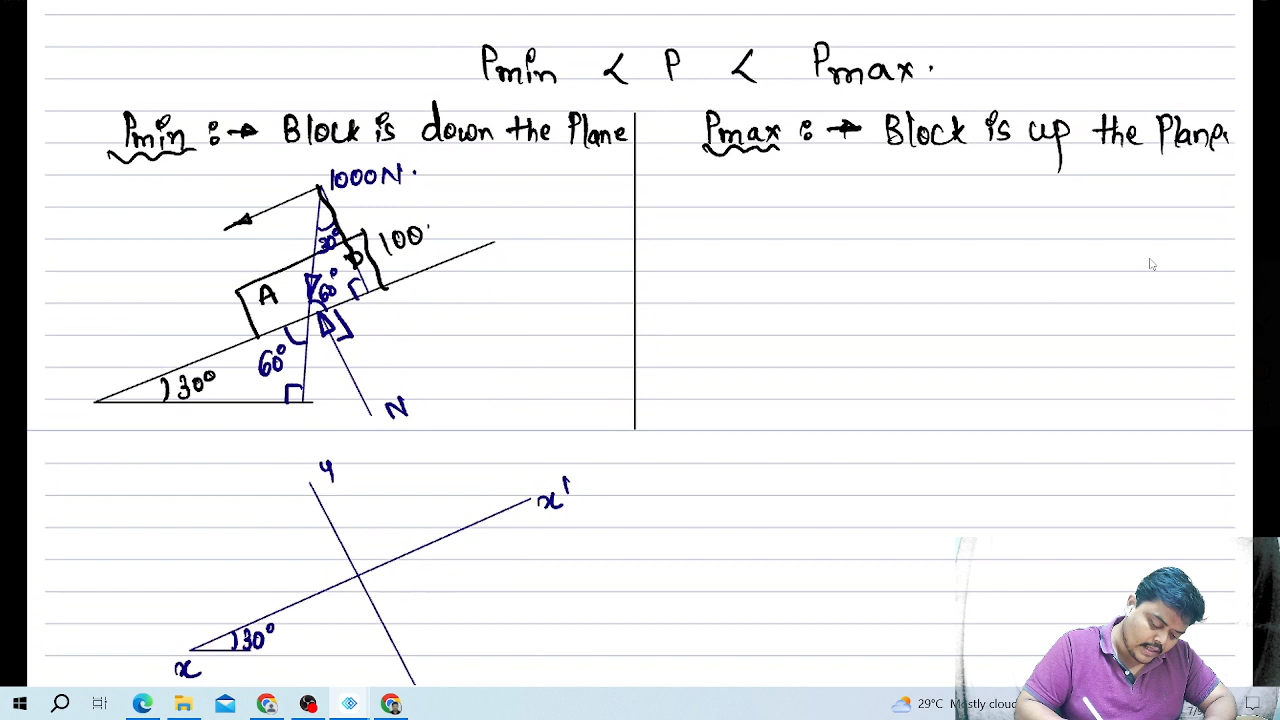 Pmin < P < Pmax.
Pmin :→ Block is down the Plane
Pmax :→ Block is up the Plane
1000N.
30°
100
A
60°
60°
30°
N
y
x'
30°
x
29°C Mostly cloud